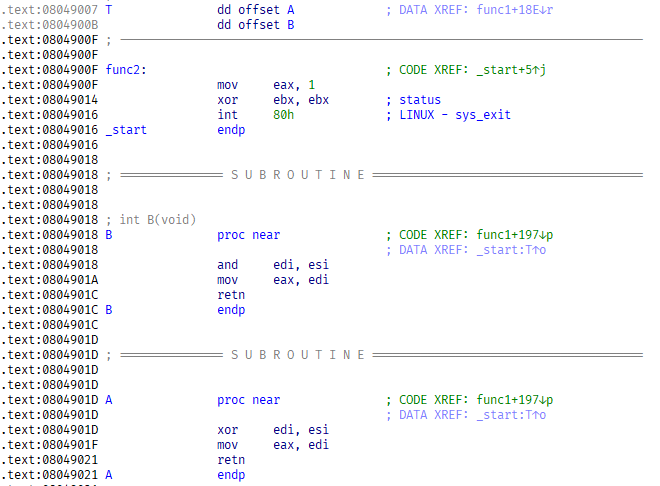 .text:08049007 T dd offset A ; DATA XREF: func1+18E↓r
.text:0804900B dd offset B
.text:0804900F ; ───────────────────────────────────────────────────────────────────────────
.text:0804900F
.text:0804900F func2: ; CODE XREF: _start+5↑j
.text:0804900F mov eax, 1
.text:08049014 xor ebx, ebx ; status
.text:08049016 int 80h ; LINUX - sys_exit
.text:08049016 _start endp
.text:08049016
.text:08049018
.text:08049018 ; ═══════════════ S U B R O U T I N E ═══════════════════════════════════════
.text:08049018
.text:08049018
.text:08049018 ; int B(void)
.text:08049018 B proc near ; CODE XREF: func1+197↓p
.text:08049018 ; DATA XREF: _start:T↑o
.text:08049018 and edi, esi
.text:0804901A mov eax, edi
.text:0804901C retn
.text:0804901C B endp
.text:0804901C
.text:0804901D
.text:0804901D ; ═══════════════ S U B R O U T I N E ═══════════════════════════════════════
.text:0804901D
.text:0804901D
.text:0804901D A proc near ; CODE XREF: func1+197↓p
.text:0804901D ; DATA XREF: _start:T↑o
.text:0804901D xor edi, esi
.text:0804901F mov eax, edi
.text:08049021 retn
.text:08049021 A endp